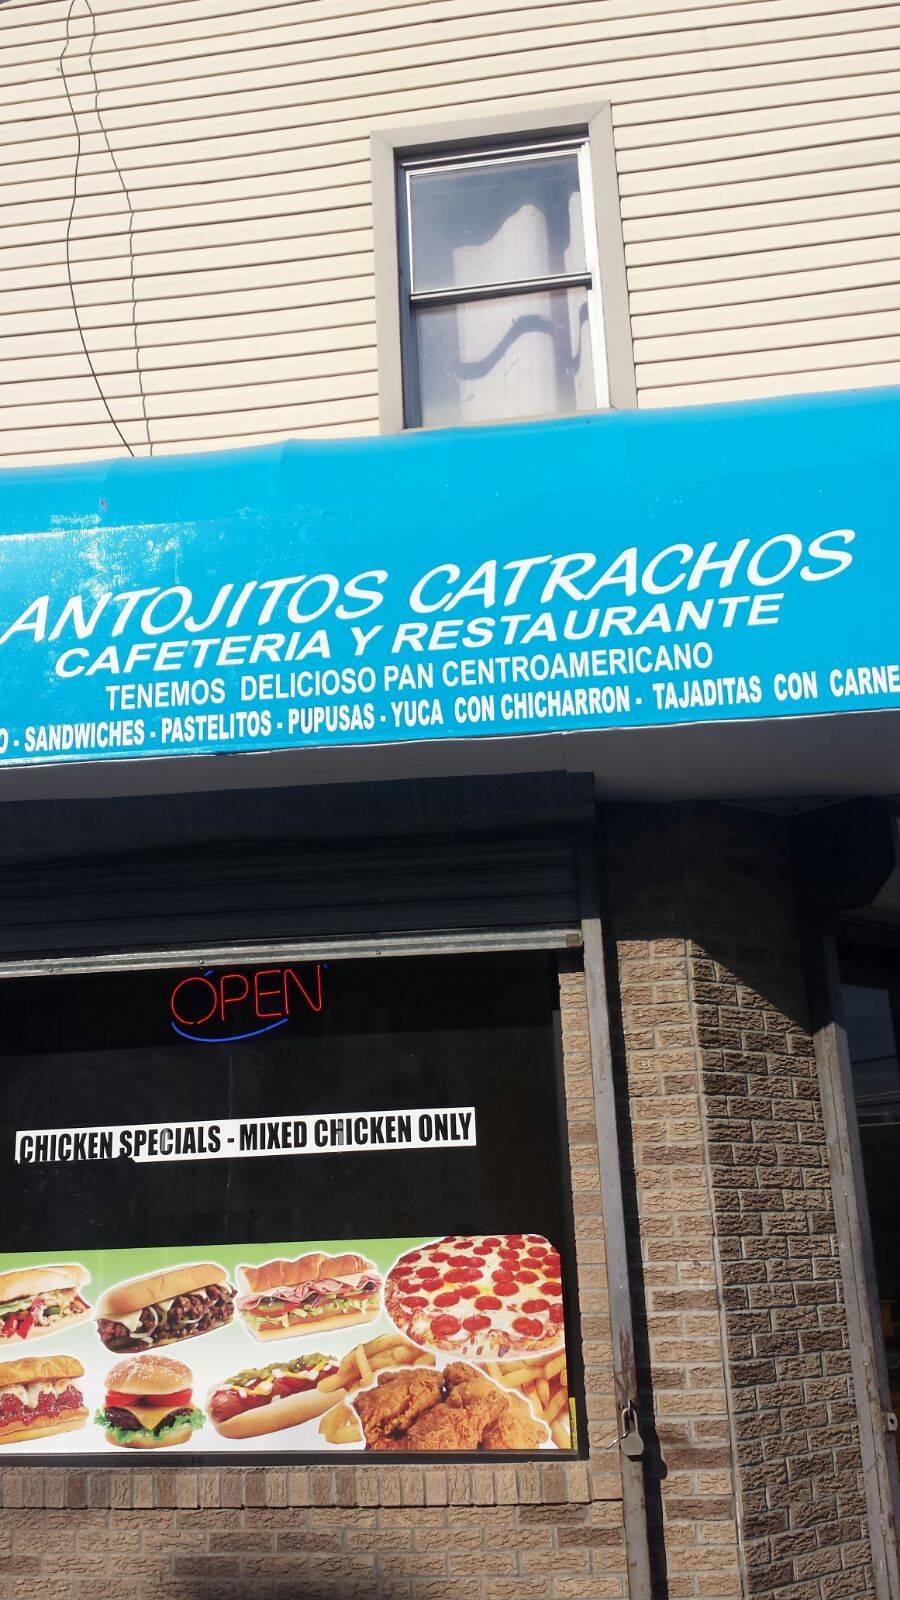 ANTOJITOS CATRACHOS
CAFETERIA Y RESTAURANTE
TENEMOS DELICIOSO PAN CENTROAMERICANO
O - SANDWICHES - PASTELITOS - PUPUSAS - YUCA CON CHICHARRON - TAJADITAS CON CARNE
OPEN
CHICKEN SPECIALS - MIXED CHICKEN ONLY